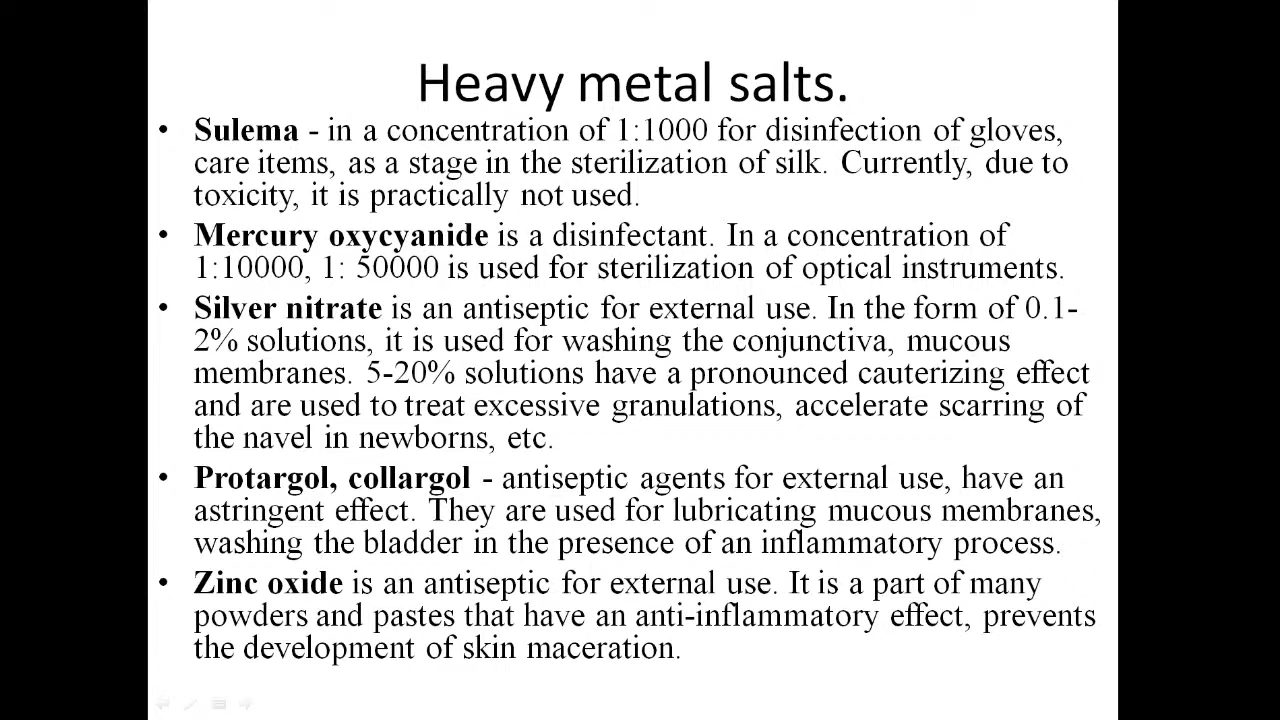 Heavy metal salts.
• Sulema - in a concentration of 1:1000 for disinfection of gloves,
care items, as a stage in the sterilization of silk. Currently, due to
toxicity, it is practically not used.
• Mercury oxycyanide is a disinfectant. In a concentration of
1:10000, 1: 50000 is used for sterilization of optical instruments.
• Silver nitrate is an antiseptic for external use. In the form of 0.1-
2% solutions, it is used for washing the conjunctiva, mucous
membranes. 5-20% solutions have a pronounced cauterizing effect
and are used to treat excessive granulations, accelerate scarring of
the navel in newborns, etc.
• Protargol, collargol - antiseptic agents for external use, have an
astringent effect. They are used for lubricating mucous membranes,
washing the bladder in the presence of an inflammatory process.
• Zinc oxide is an antiseptic for external use. It is a part of many
powders and pastes that have an anti-inflammatory effect, prevents
the development of skin maceration.